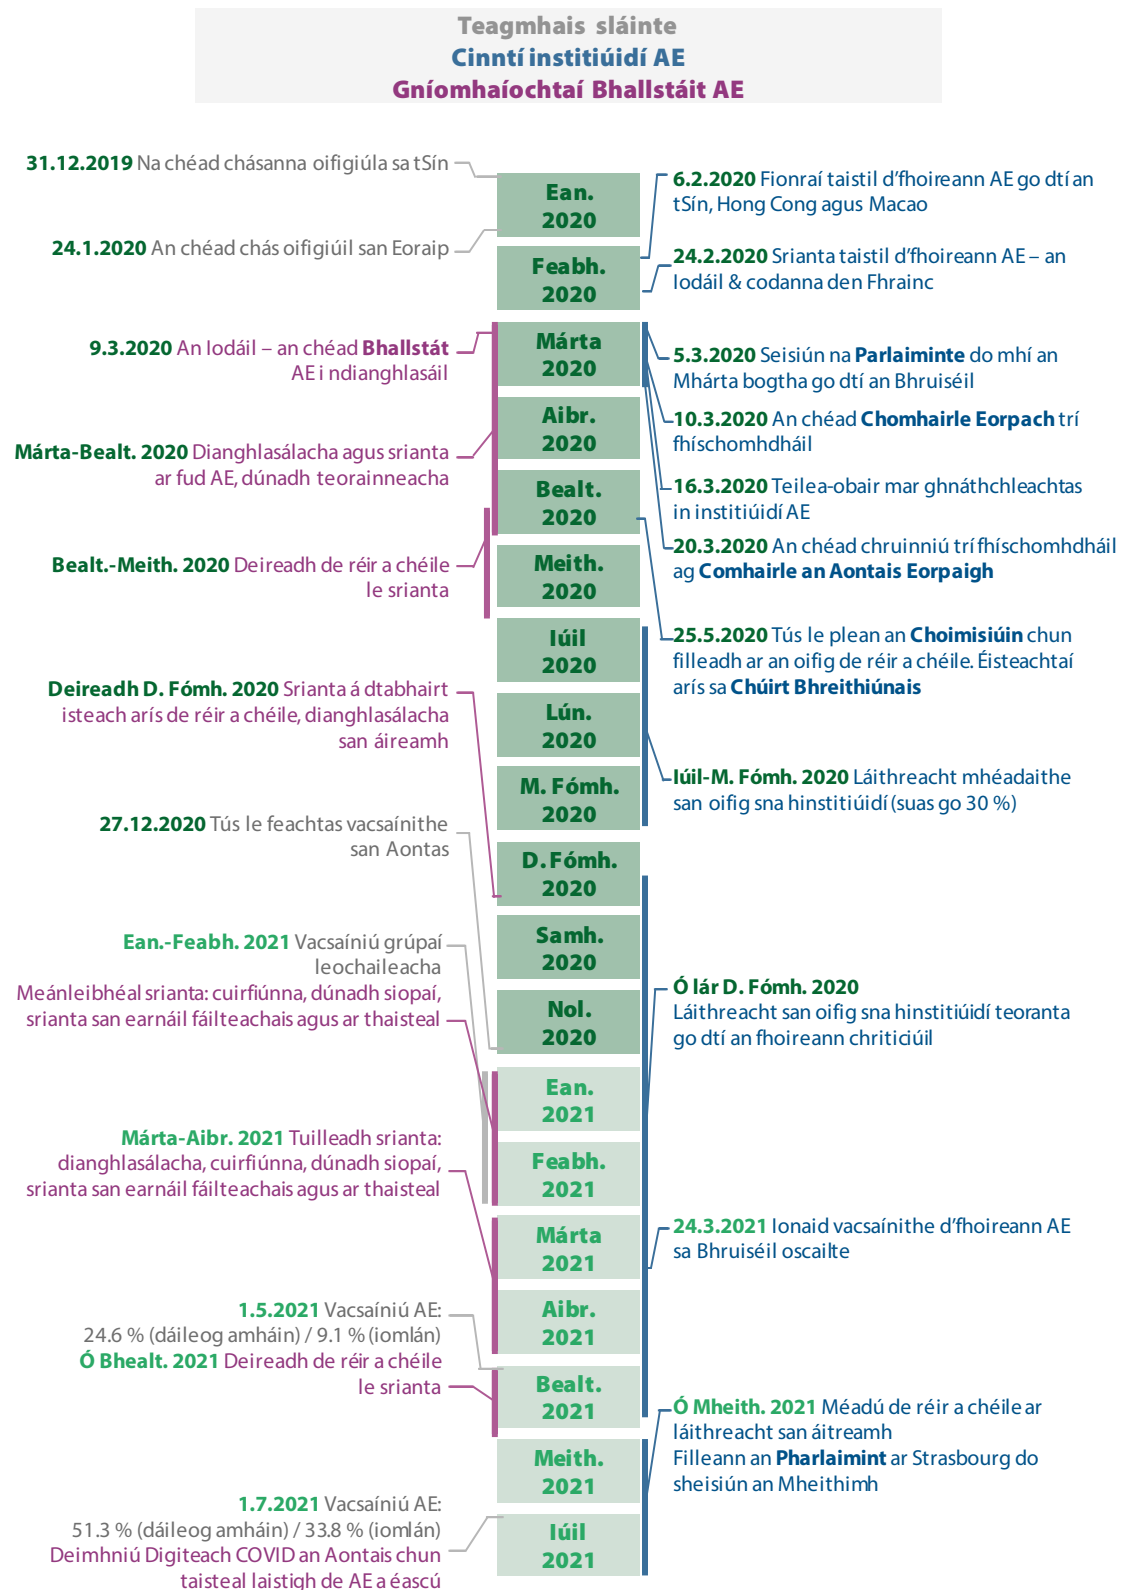 Teagmhais sláinte
Cinntí institiúidí AE
Gníomhaíochtaí Bhallstáit AE
31.12.2019 Na chéad chásanna oifigiúla sa tSín
24.1.2020 An chéad chás oifigiúil san Eoraip
9.3.2020 An Iodáil – an chéad Bhallstát
AE i ndianghlasáil
Márta-Bealt. 2020 Dianghlasálacha agus srianta
ar fud AE, dúnadh teorainneacha
Bealt.-Meith. 2020 Deireadh de réir a chéile
le srianta
Deireadh D. Fómh. 2020 Srianta á dtabhairt
isteach arís de réir a chéile, dianghlasálacha
san áireamh
27.12.2020 Tús le feachtas vacsaínithe
san Aontas
Ean.-Feabh. 2021 Vacsaíniú grúpaí
leochaileacha
Meánleibhéal srianta: cuirfiúnna, dúnadh siopaí,
srianta san earnáil fáilteachais agus ar thaisteal
Márta-Aibr. 2021 Tuilleadh srianta:
dianghlasálacha, cuirfiúnna, dúnadh siopaí,
srianta san earnáil fáilteachais agus ar thaisteal
1.5.2021 Vacsaíniú AE:
24.6 % (dáileog amháin) / 9.1 % (iomlán)
Ó Bhealt. 2021 Deireadh de réir a chéile
le srianta
1.7.2021 Vacsaíniú AE:
51.3 % (dáileog amháin) / 33.8 % (iomlán)
Deimhniú Digiteach COVID an Aontais chun
taisteal laistigh de AE a éascú
Ean.
2020
Feabh.
2020
Márta
2020
Aibr.
2020
Bealt.
2020
Meith.
2020
Iúil
2020
Lún.
2020
M. Fómh.
2020
D. Fómh.
2020
Samh.
2020
Nol.
2020
Ean.
2021
Feabh.
2021
Márta
2021
Aibr.
2021
Bealt.
2021
Meith.
2021
Iúil
2021
6.2.2020 Fionraí taistil d'fhoireann AE go dtí an
tSín, Hong Cong agus Macao
24.2.2020 Srianta taistil d'fhoireann AE – an
Iodáil & codanna den Fhrainc
5.3.2020 Seisiún na Parlaiminte do mhí an
Mhárta bogtha go dtí an Bhruiséil
10.3.2020 An chéad Chomhairle Eorpach trí
fhíschomhdháil
16.3.2020 Teilea-obair mar ghnáthchleachtas
in institiúidí AE
20.3.2020 An chéad chruinniú trí fhíschomhdháil
ag Comhairle an Aontais Eorpaigh
25.5.2020 Tús le plean an Choimisiúin chun
filleadh ar an oifig de réir a chéile. Éisteachtaí
arís sa Chúirt Bhreithiúnais
Iúil-M. Fómh. 2020 Láithreacht mhéadaithe
san oifig sna hinstitiúidí (suas go 30 %)
Ó lár D. Fómh. 2020
Láithreacht san oifig sna hinstitiúidí teoranta
go dtí an fhoireann chriticiúil
24.3.2021 Ionaid vacsaínithe d'fhoireann AE
sa Bhruiséil oscailte
Ó Mheith. 2021 Méadú de réir a chéile ar
láithreacht san áitreamh
Filleann an Pharlaimint ar Strasbourg do
sheisiún an Mheithimh